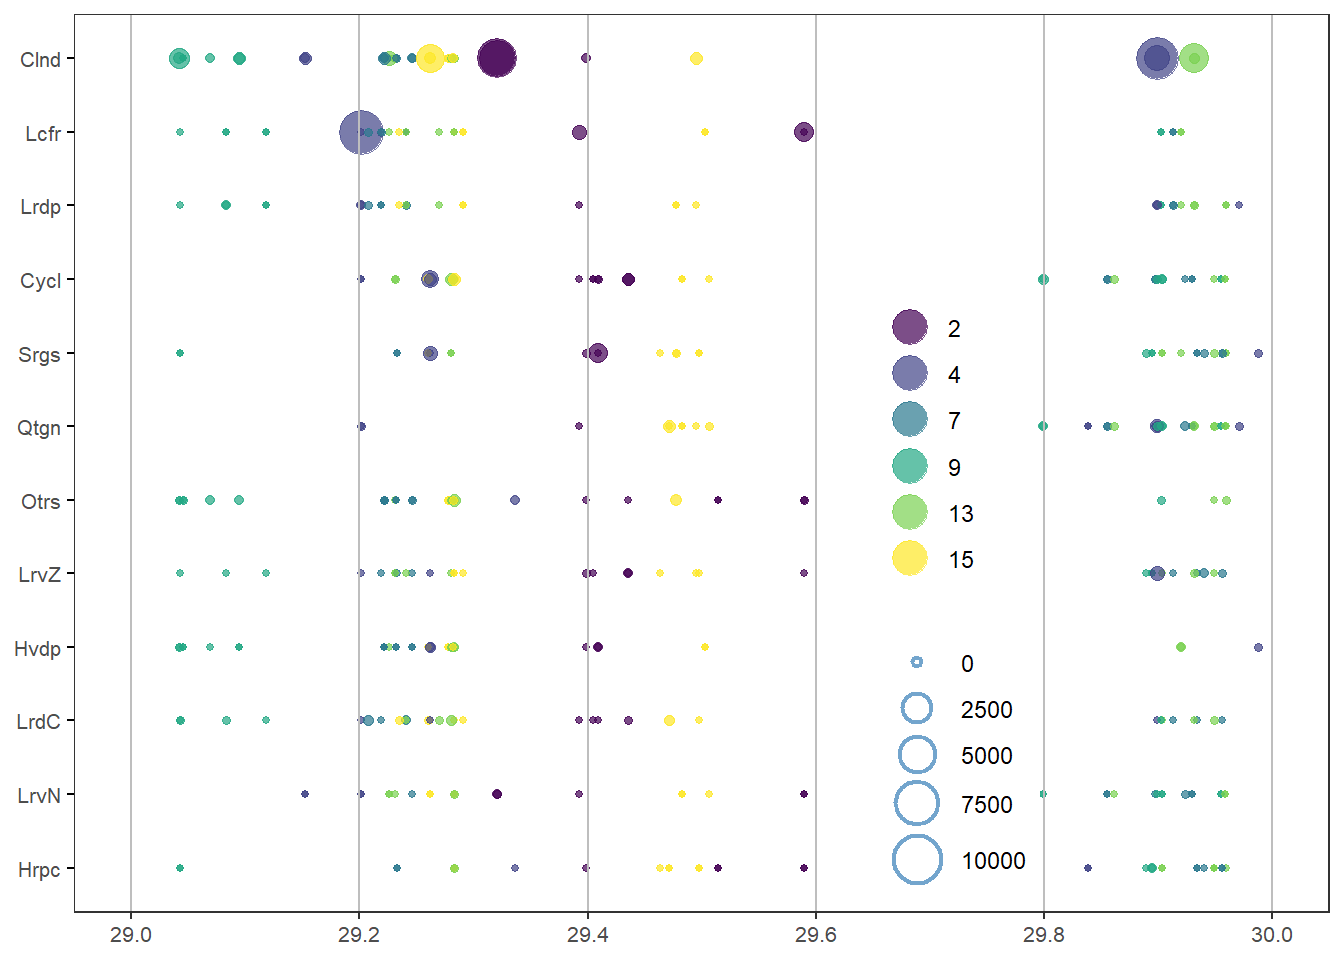 Clnd
Lcfr
Lrdp
Cycl
Srgs
Qtgn
Otrs
LrvZ
Hvdp
LrdC
LrvN
Hrpc
2
4
7
9
13
15
0
2500
5000
7500
10000
29.0 29.2 29.4 29.6 29.8 30.0